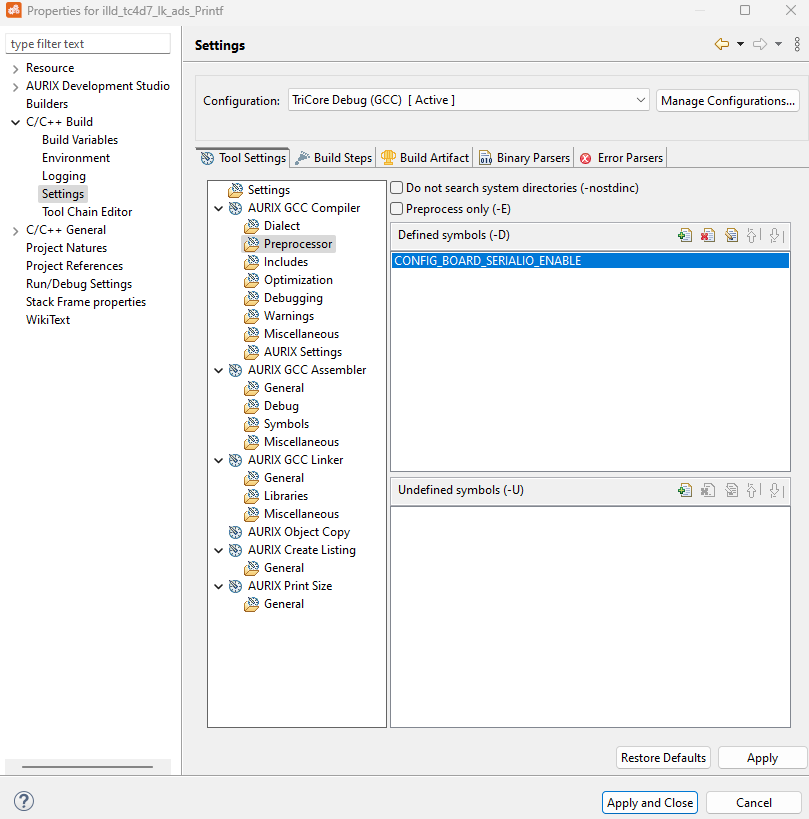 Properties for illd_tc4d7_lk_ads_Printf
type filter text
Resource
AURIX Development Studio
Builders
C/C++ Build
Build Variables
Environment
Logging
Settings
Tool Chain Editor
C/C++ General
Project Natures
Project References
Run/Debug Settings
Stack Frame properties
WikiText
Settings
Configuration:
TriCore Debug (GCC) [ Active ]
Manage Configurations...
Tool Settings
Build Steps
Build Artifact
Binary Parsers
Error Parsers
Settings
AURIX GCC Compiler
Dialect
Preprocessor
Includes
Optimization
Debugging
Warnings
Miscellaneous
AURIX Settings
AURIX GCC Assembler
General
Debug
Symbols
Miscellaneous
AURIX GCC Linker
General
Libraries
Miscellaneous
AURIX Object Copy
AURIX Create Listing
General
AURIX Print Size
General
Do not search system directories (-nostdinc)
Preprocess only (-E)
Defined symbols (-D)
CONFIG_BOARD_SERIALIO_ENABLE
Undefined symbols (-U)
Restore Defaults
Apply
?
Apply and Close
Cancel